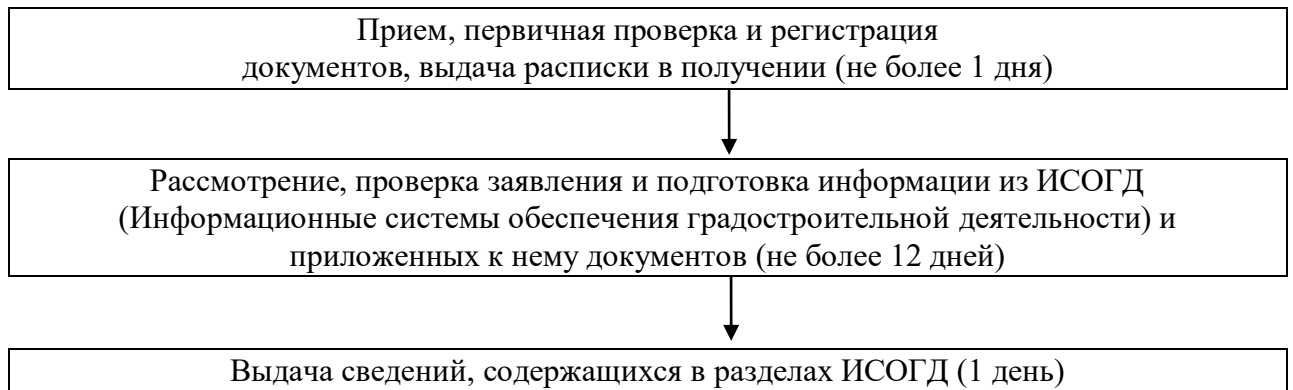 Прием, первичная проверка и регистрация
документов, выдача расписки в получении (не более 1 дня)
Рассмотрение, проверка заявления и подготовка информации из ИСОГД
(Информационные системы обеспечения градостроительной деятельности) и
приложенных к нему документов (не более 12 дней)
Выдача сведений, содержащихся в разделах ИСОГД (1 день)